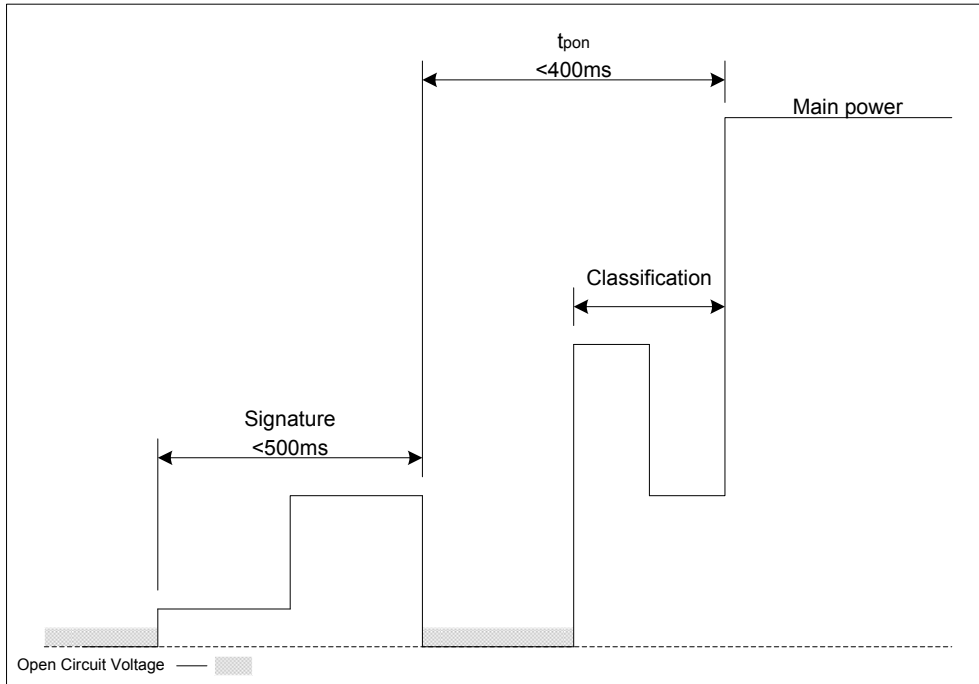 tpon
<400ms
Main power
Classification
Signature
<500ms
Open Circuit Voltage